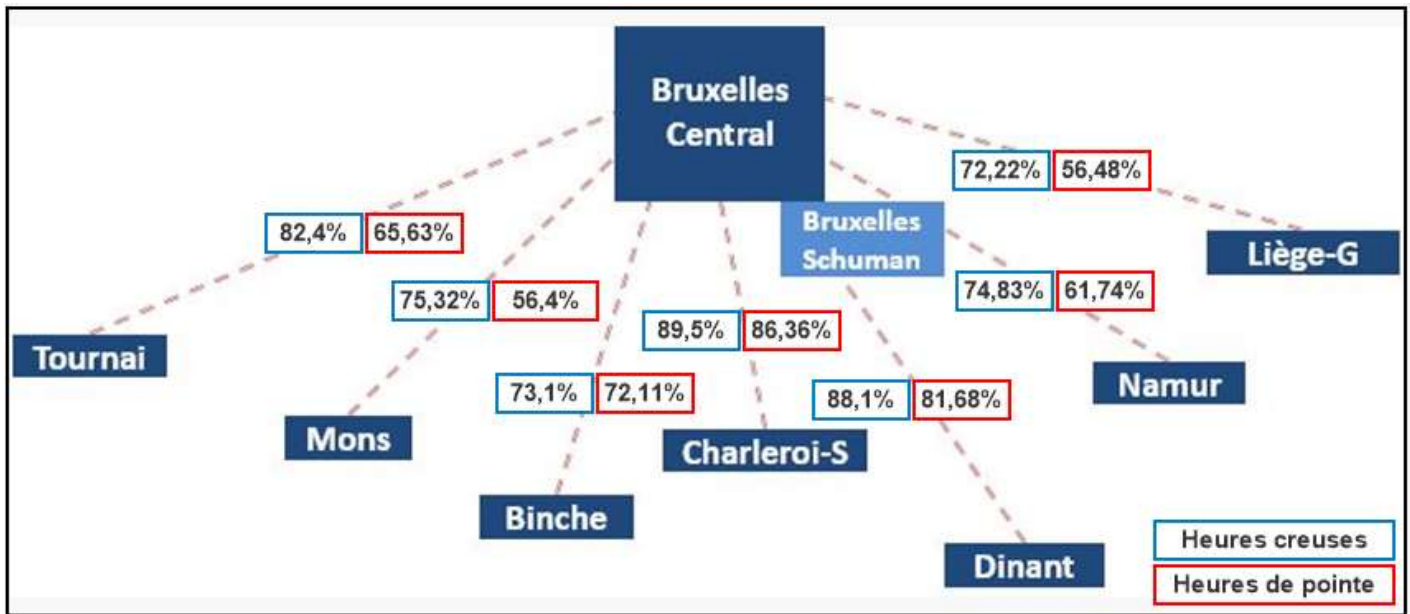 Bruxelles
Central
72,22% 56,48%
Bruxelles
Schuman
82,4% 65,63%
Liège-G
75,32% 56,4%
74,83% 61,74%
89,5% 86,36%
Tournai
73,1% 72,11%
88,1% 81,68%
Namur
Mons
Charleroi-S
Binche
Dinant
Heures creuses
Heures de pointe